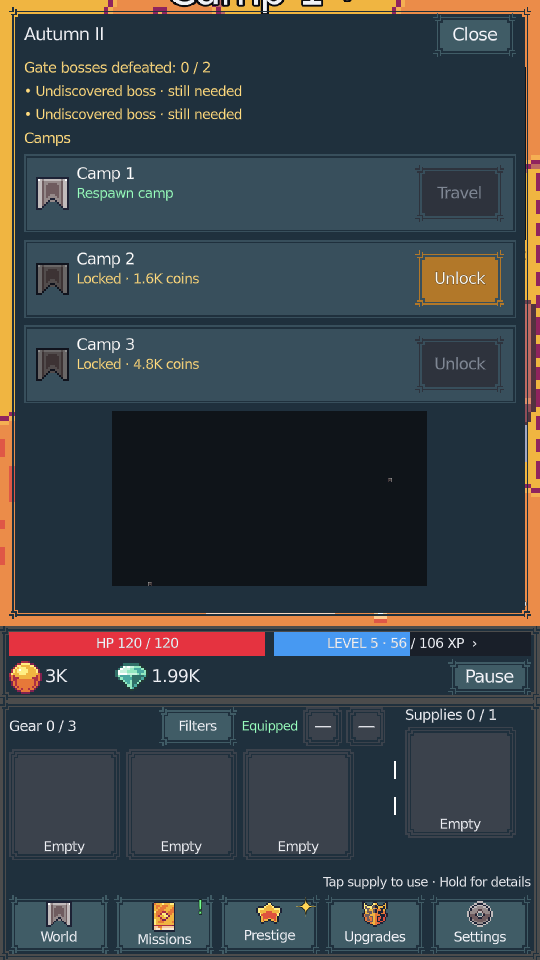 Autumn II
Close
Gate bosses defeated: 0 / 2
• Undiscovered boss · still needed
• Undiscovered boss · still needed
Camps
Camp 1
Respawn camp
Travel
Camp 2
Locked · 1.6K coins
Unlock
Camp 3
Locked · 4.8K coins
Unlock
HP 120 / 120
LEVEL 5 · 56 / 106 XP ›
3K
1.99K
Pause
Gear 0 / 3
Filters
Equipped
—
—
Supplies 0 / 1
Empty
Empty
Empty
Empty
Tap supply to use · Hold for details
World
Missions
!
Prestige
Upgrades
Settings